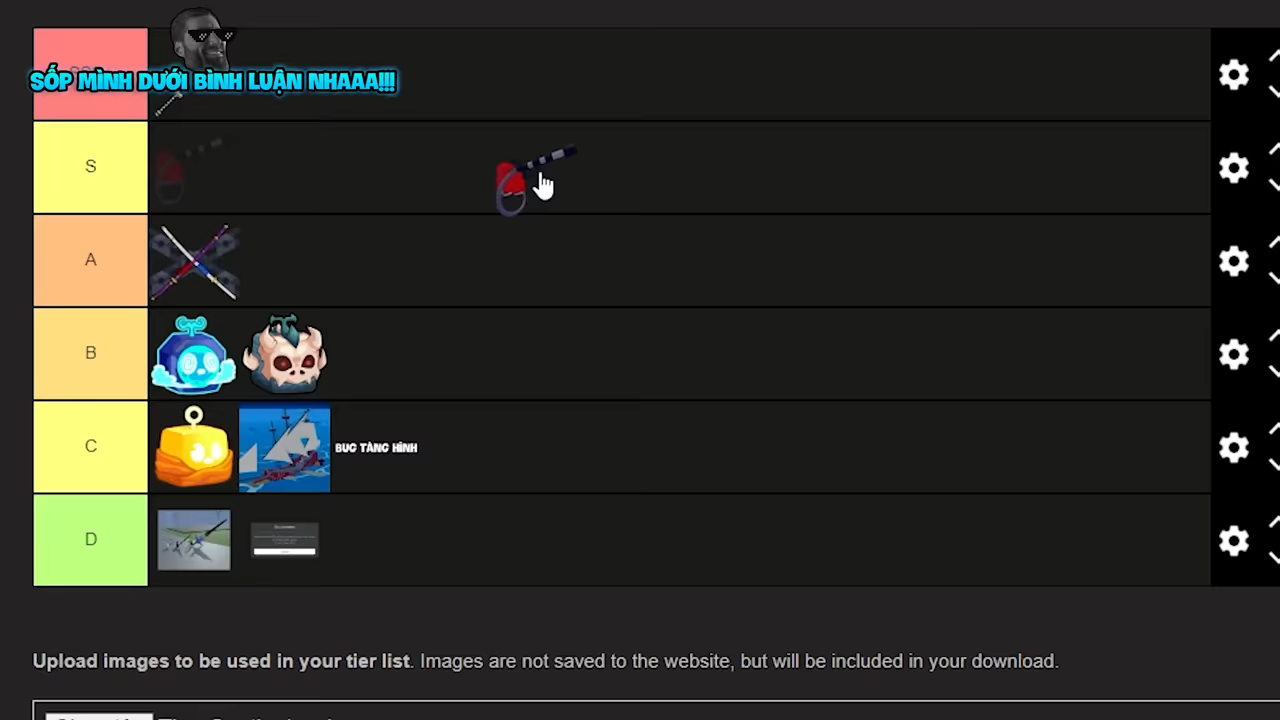 SỐP MÌNH DƯỚI BÌNH LUẬN NHAAA!!!
S
A
B
C
BUG TÀNG HÌNH
D
Upload images to be used in your tier list. Images are not saved to the website, but will be included in your download.